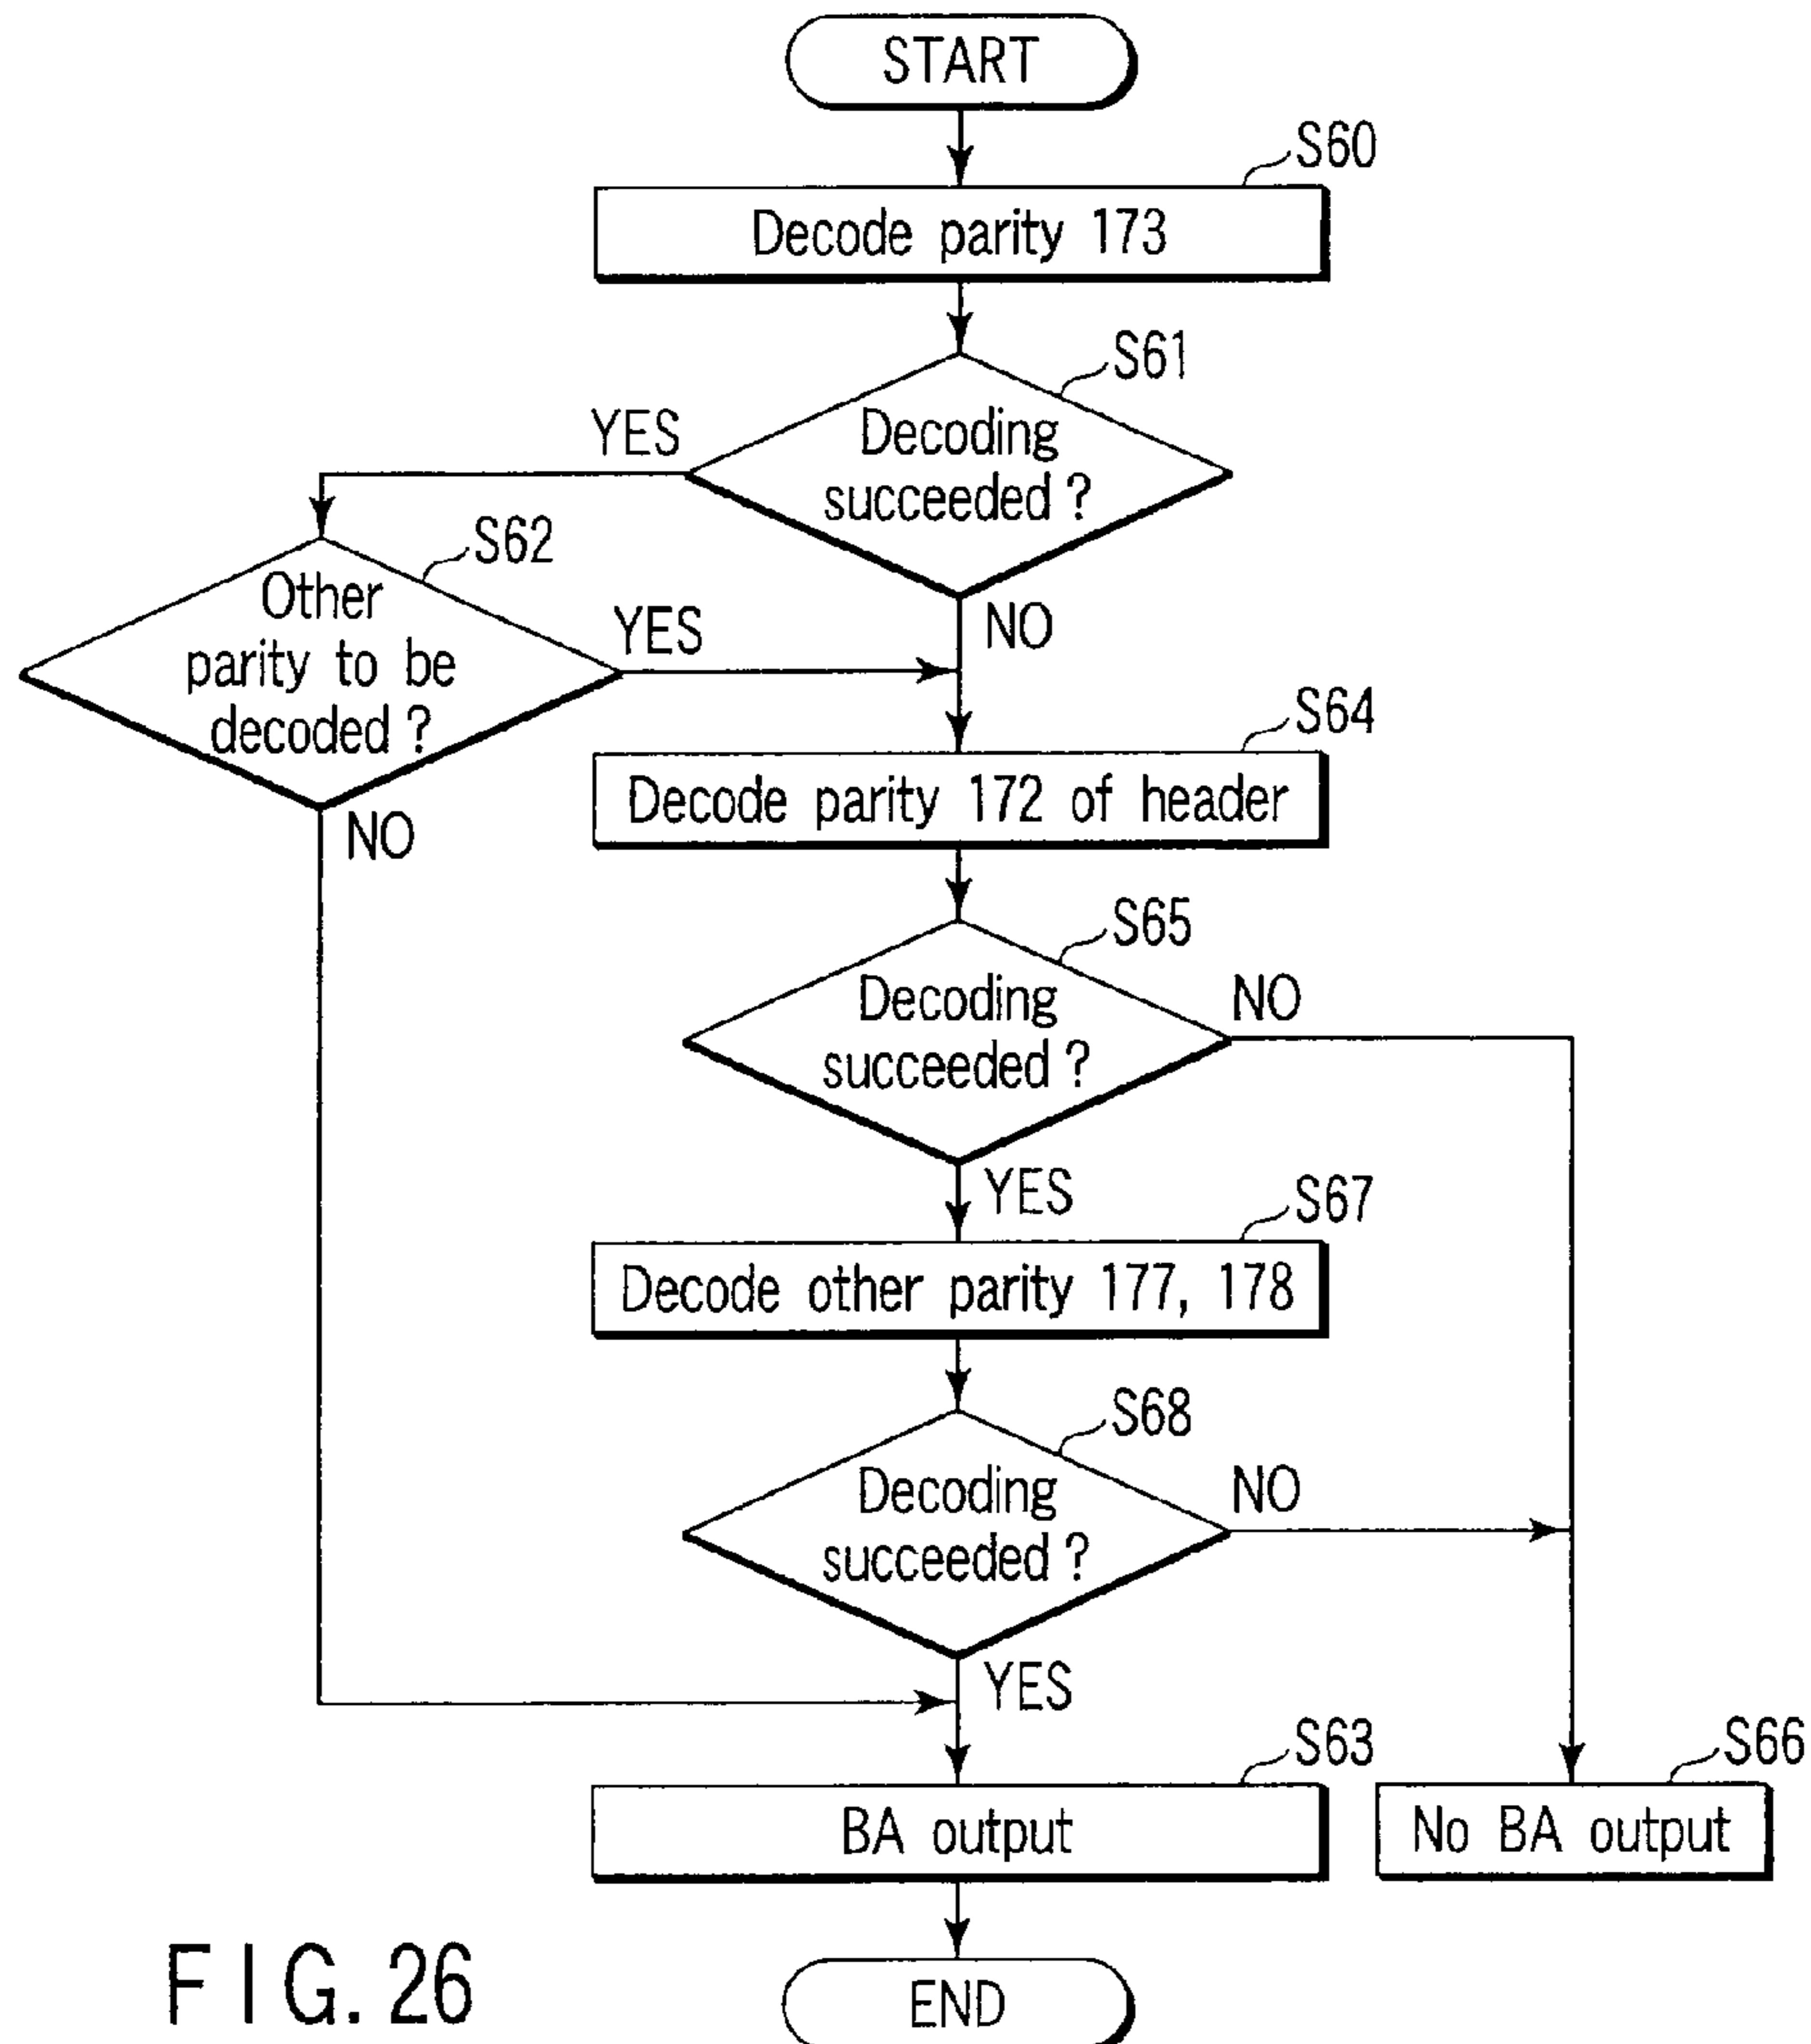 START
S60
Decode parity 173
S61
YES
Decoding
succeeded ?
S62
NO
Other
parity to be
decoded ?
YES
NO
S64
Decode parity 172 of header
S65
Decoding
succeeded ?
NO
YES
S67
Decode other parity 177, 178
S68
Decoding
succeeded ?
NO
YES
S63
BA output
S66
No BA output
END
FIG. 26